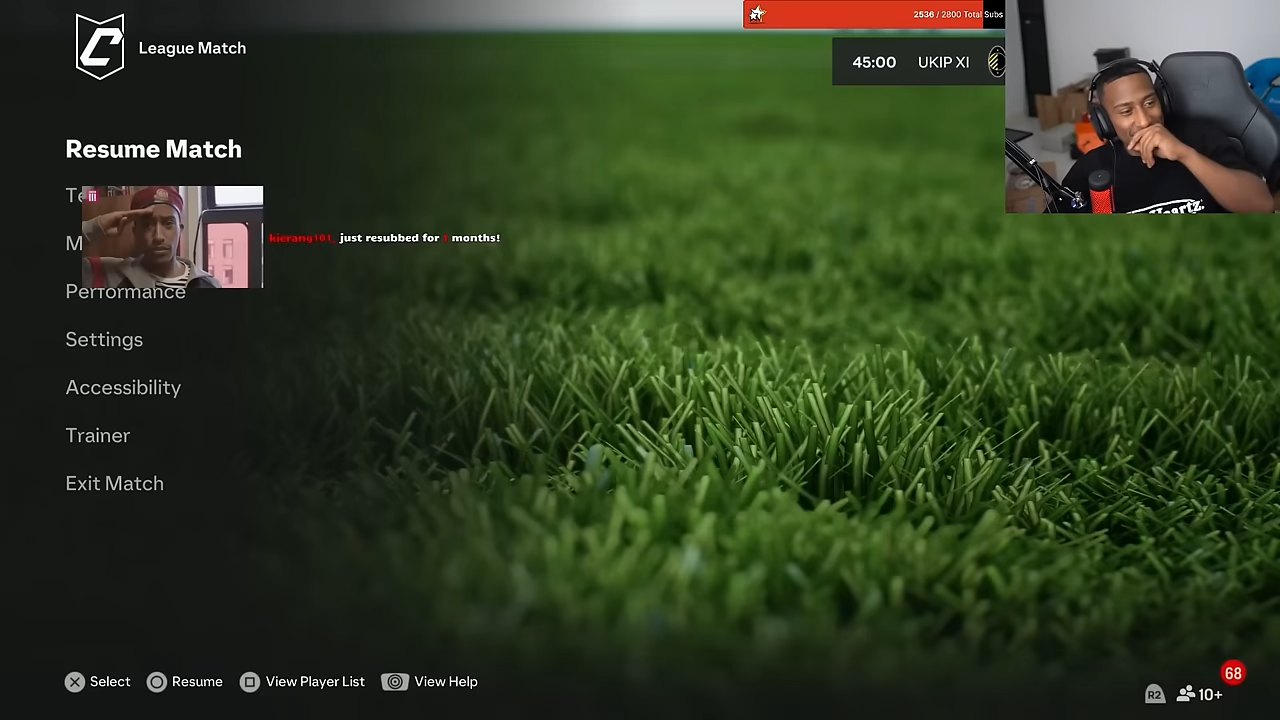 League Match
2536 / 2800 Total Subs
45:00 UKIP XI
Resume Match
kierang101_ just resubbed for months!
Performance
Settings
Accessibility
Trainer
Exit Match
Select
Resume
View Player List
View Help
R2
10+
68